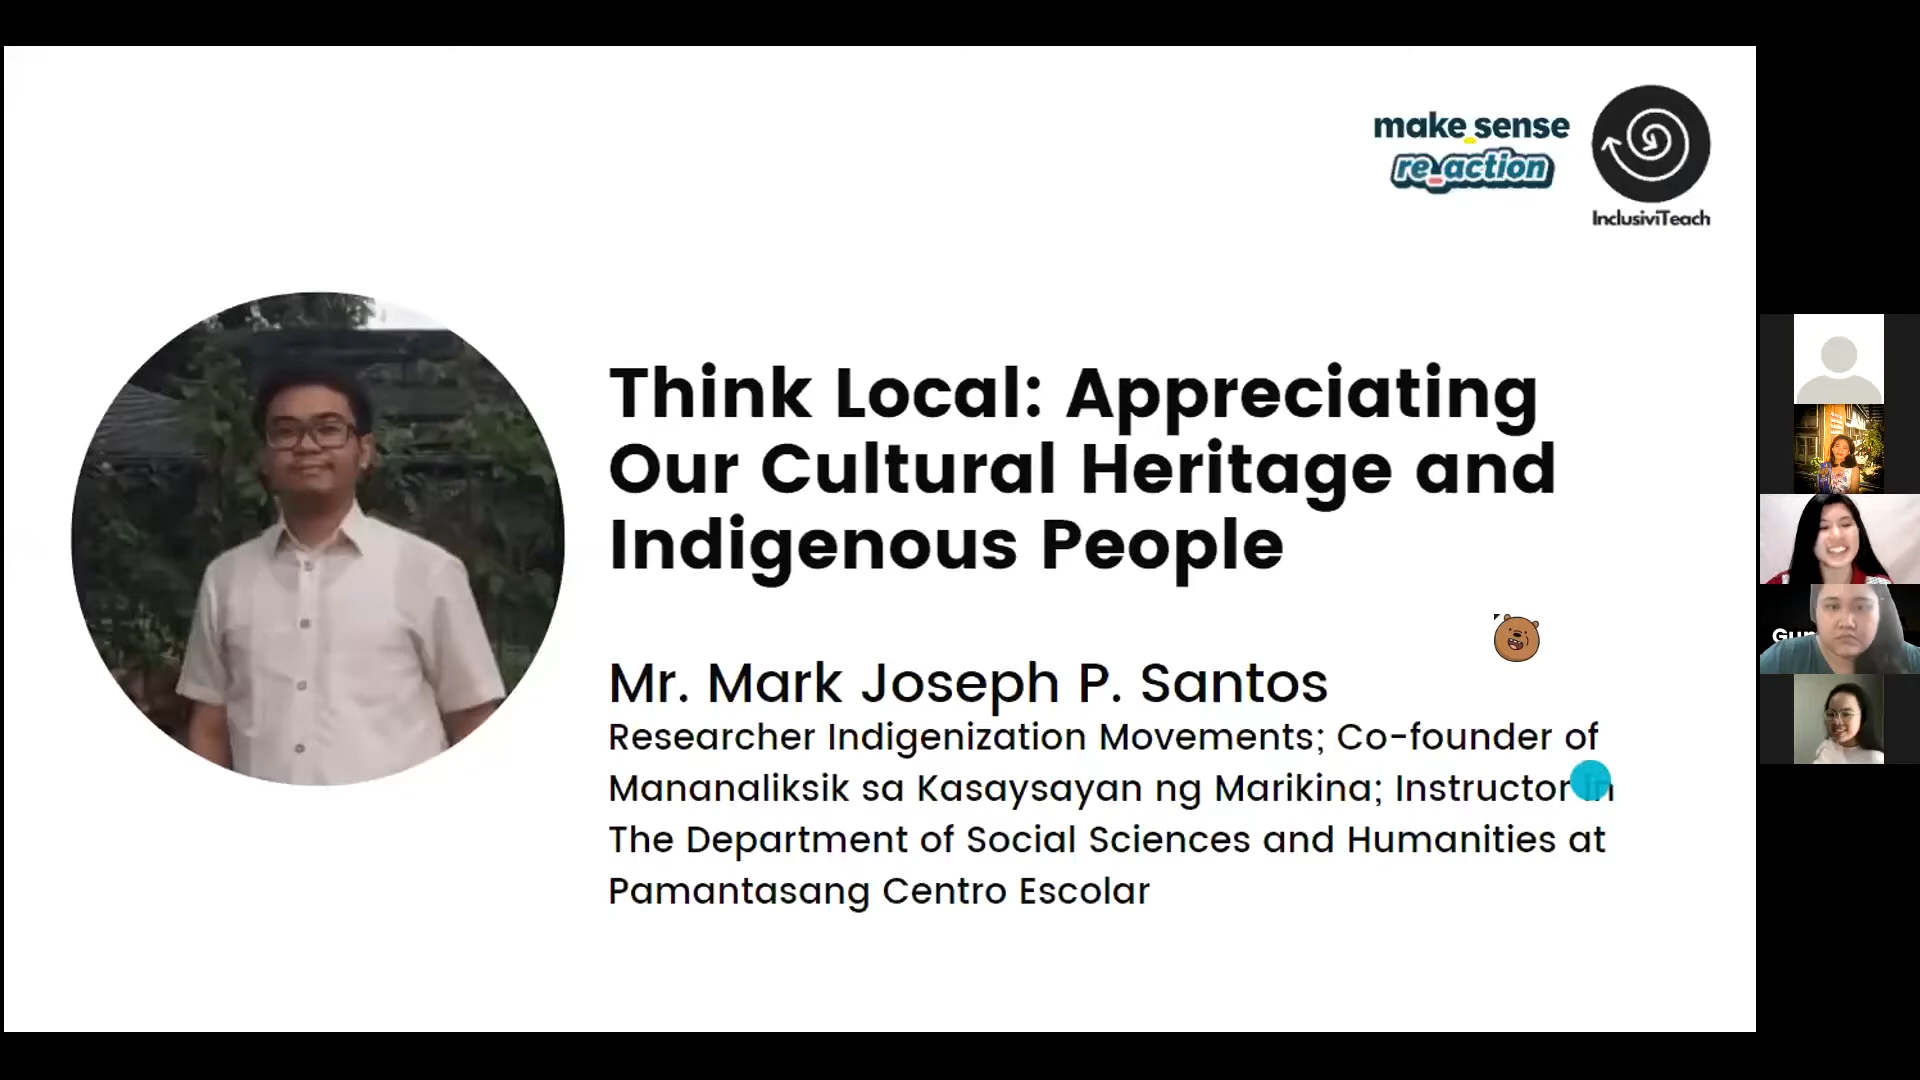 make_sense
re_action
InclusiviTeach
Think Local: Appreciating
Our Cultural Heritage and
Indigenous People
Mr. Mark Joseph P. Santos
Researcher Indigenization Movements; Co-founder of
Mananaliksik sa Kasaysayan ng Marikina; Instructor in
The Department of Social Sciences and Humanities at
Pamantasang Centro Escolar